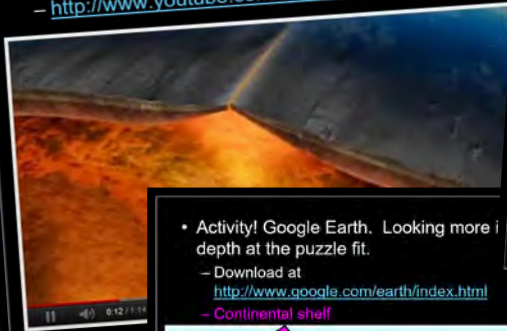 – http://www.youtube.co
0:12 / 1:14
• Activity! Google Earth. Looking more i
depth at the puzzle fit.
– Download at
http://www.google.com/earth/index.html
– Continental shelf